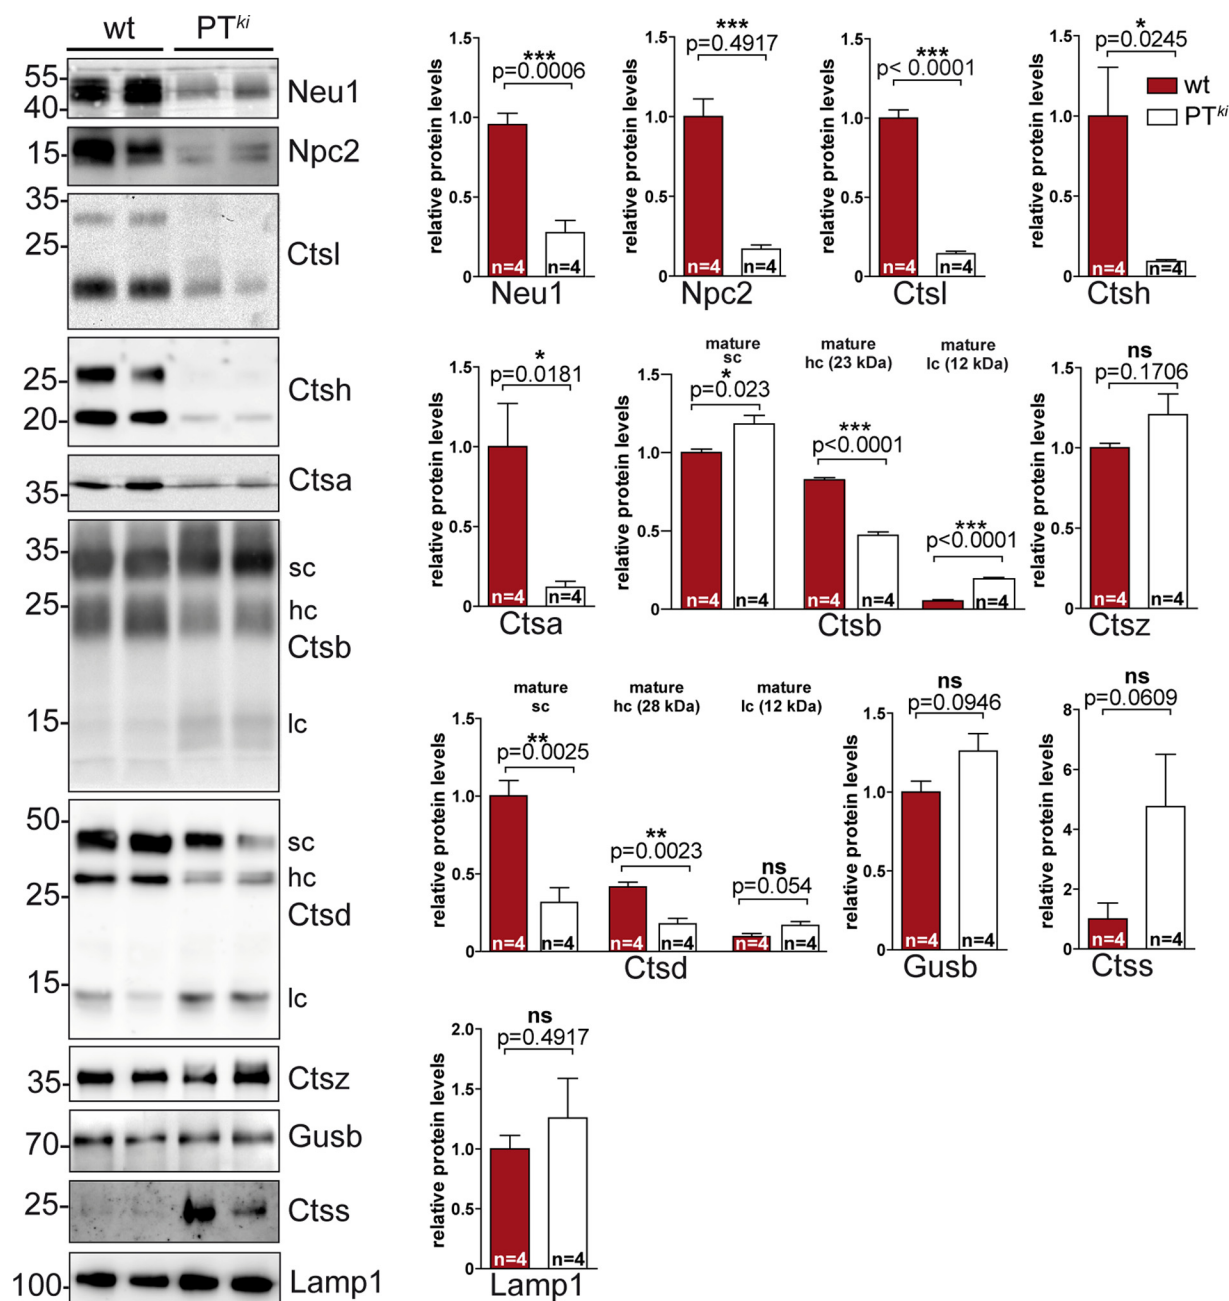 wt PTki
55
40
Neu1
15
Npc2
35
25
Ctsl
25
20
Ctsh
35
Ctsa
35
25
15
sc
hc
Ctsb
lc
50
25
15
sc
hc
Ctsd
lc
35
Ctsz
70
Gusb
25
Ctss
100
Lamp1
relative protein levels
1.5
1.0
0.5
0
***
p=0.0006
n=4 n=4
Neu1
relative protein levels
1.5
1.0
0.5
0
***
p=0.4917
n=4 n=4
Npc2
relative protein levels
1.5
1.0
0.5
0
***
p< 0.0001
n=4 n=4
Ctsl
relative protein levels
1.5
1.0
0.5
0
*
p=0.0245
n=4 n=4
Ctsh
wt
PTki
relative protein levels
1.5
1.0
0.5
0
*
p=0.0181
n=4 n=4
Ctsa
relative protein levels
1.5
1.0
0.5
0
mature
sc
*
p=0.023
n=4 n=4
mature
hc (23 kDa)
***
p<0.0001
n=4 n=4
mature
lc (12 kDa)
***
p<0.0001
n=4 n=4
Ctsb
relative protein levels
1.5
1.0
0.5
0
ns
p=0.1706
n=4 n=4
Ctsz
relative protein levels
1.5
1.0
0.5
0
mature
sc
**
p=0.0025
n=4 n=4
mature
hc (28 kDa)
**
p=0.0023
n=4 n=4
mature
lc (12 kDa)
ns
p=0.054
n=4 n=4
Ctsd
relative protein levels
1.5
1.0
0.5
0
ns
p=0.0946
n=4 n=4
Gusb
relative protein levels
8
6
4
2
0
ns
p=0.0609
n=4 n=4
Ctss
relative protein levels
2.0
1.5
1.0
0.5
0
ns
p=0.4917
n=4 n=4
Lamp1